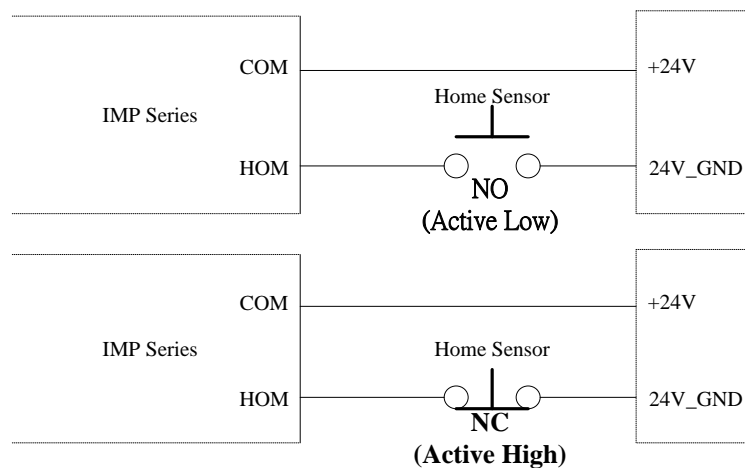 COM
+24V
Home Sensor
IMP Series
HOM
24V_GND
NO
(Active Low)
COM
+24V
IMP Series
Home Sensor
HOM
24V_GND
NC
(Active High)